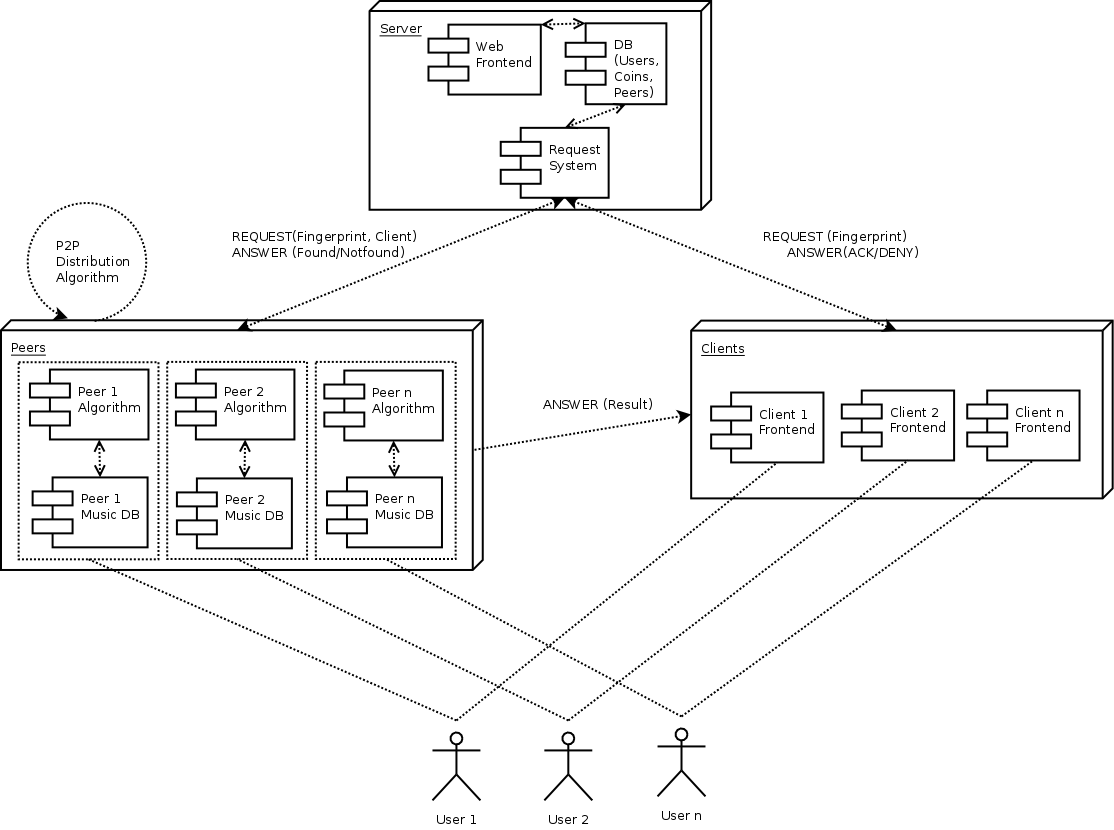 Server
Web
Frontend
DB
(Users,
Coins,
Peers)
Request
System
P2P
Distribution
Algorithm
REQUEST(Fingerprint, Client)
ANSWER (Found/Notfound)
REQUEST (Fingerprint)
ANSWER(ACK/DENY)
Peers
Peer 1
Algorithm
Peer 2
Algorithm
Peer n
Algorithm
Peer 1
Music DB
Peer 2
Music DB
Peer n
Music DB
ANSWER (Result)
Clients
Client 1
Frontend
Client 2
Frontend
Client n
Frontend
User 1
User 2
User n